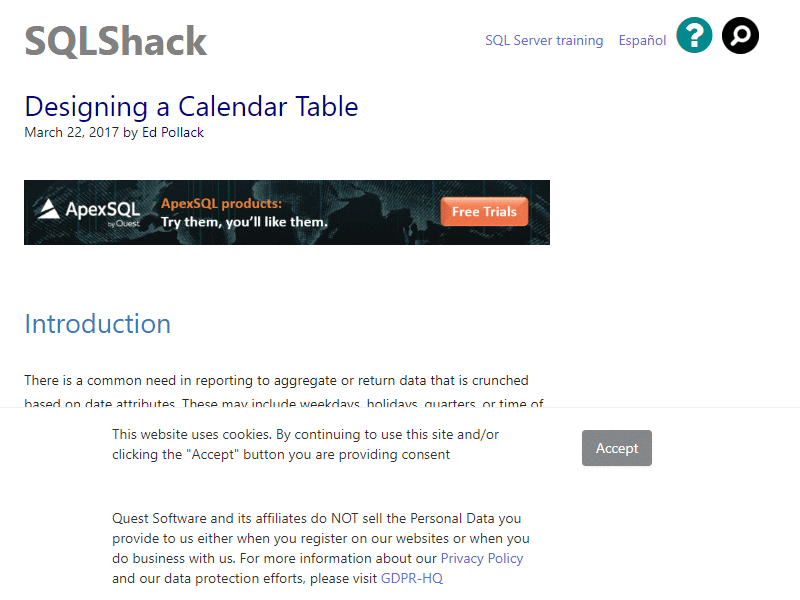 SQLShack
SQL Server training Español ?
Designing a Calendar Table
March 22, 2017 by Ed Pollack
ApexSQL by Quest
ApexSQL products:
Try them, you'll like them.
Free Trials
Introduction
There is a common need in reporting to aggregate or return data that is crunched
based on date attributes. These may include weekdays, holidays, quarters, or time of
This website uses cookies. By continuing to use this site and/or
clicking the "Accept" button you are providing consent
Accept
Quest Software and its affiliates do NOT sell the Personal Data you
provide to us either when you register on our websites or when you
do business with us. For more information about our Privacy Policy
and our data protection efforts, please visit GDPR-HQ